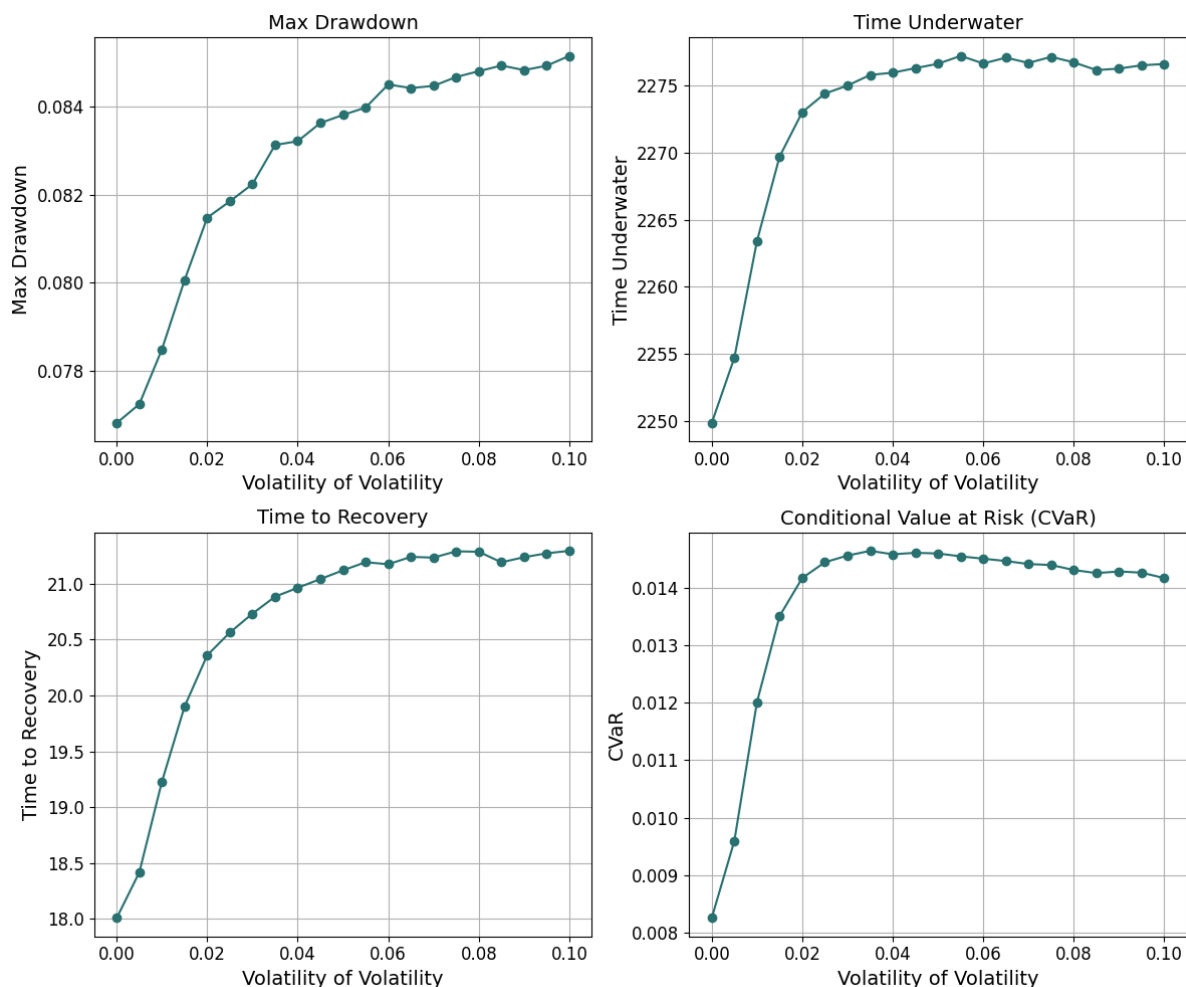 Max Drawdown
Max Drawdown
0.084
0.082
0.080
0.078
0.00 0.02 0.04 0.06 0.08 0.10
Volatility of Volatility
Time Underwater
Time Underwater
2275
2270
2265
2260
2255
2250
0.00 0.02 0.04 0.06 0.08 0.10
Volatility of Volatility
Time to Recovery
Time to Recovery
21.0
20.5
20.0
19.5
19.0
18.5
18.0
0.00 0.02 0.04 0.06 0.08 0.10
Volatility of Volatility
Conditional Value at Risk (CVaR)
CVaR
0.014
0.013
0.012
0.011
0.010
0.009
0.008
0.00 0.02 0.04 0.06 0.08 0.10
Volatility of Volatility